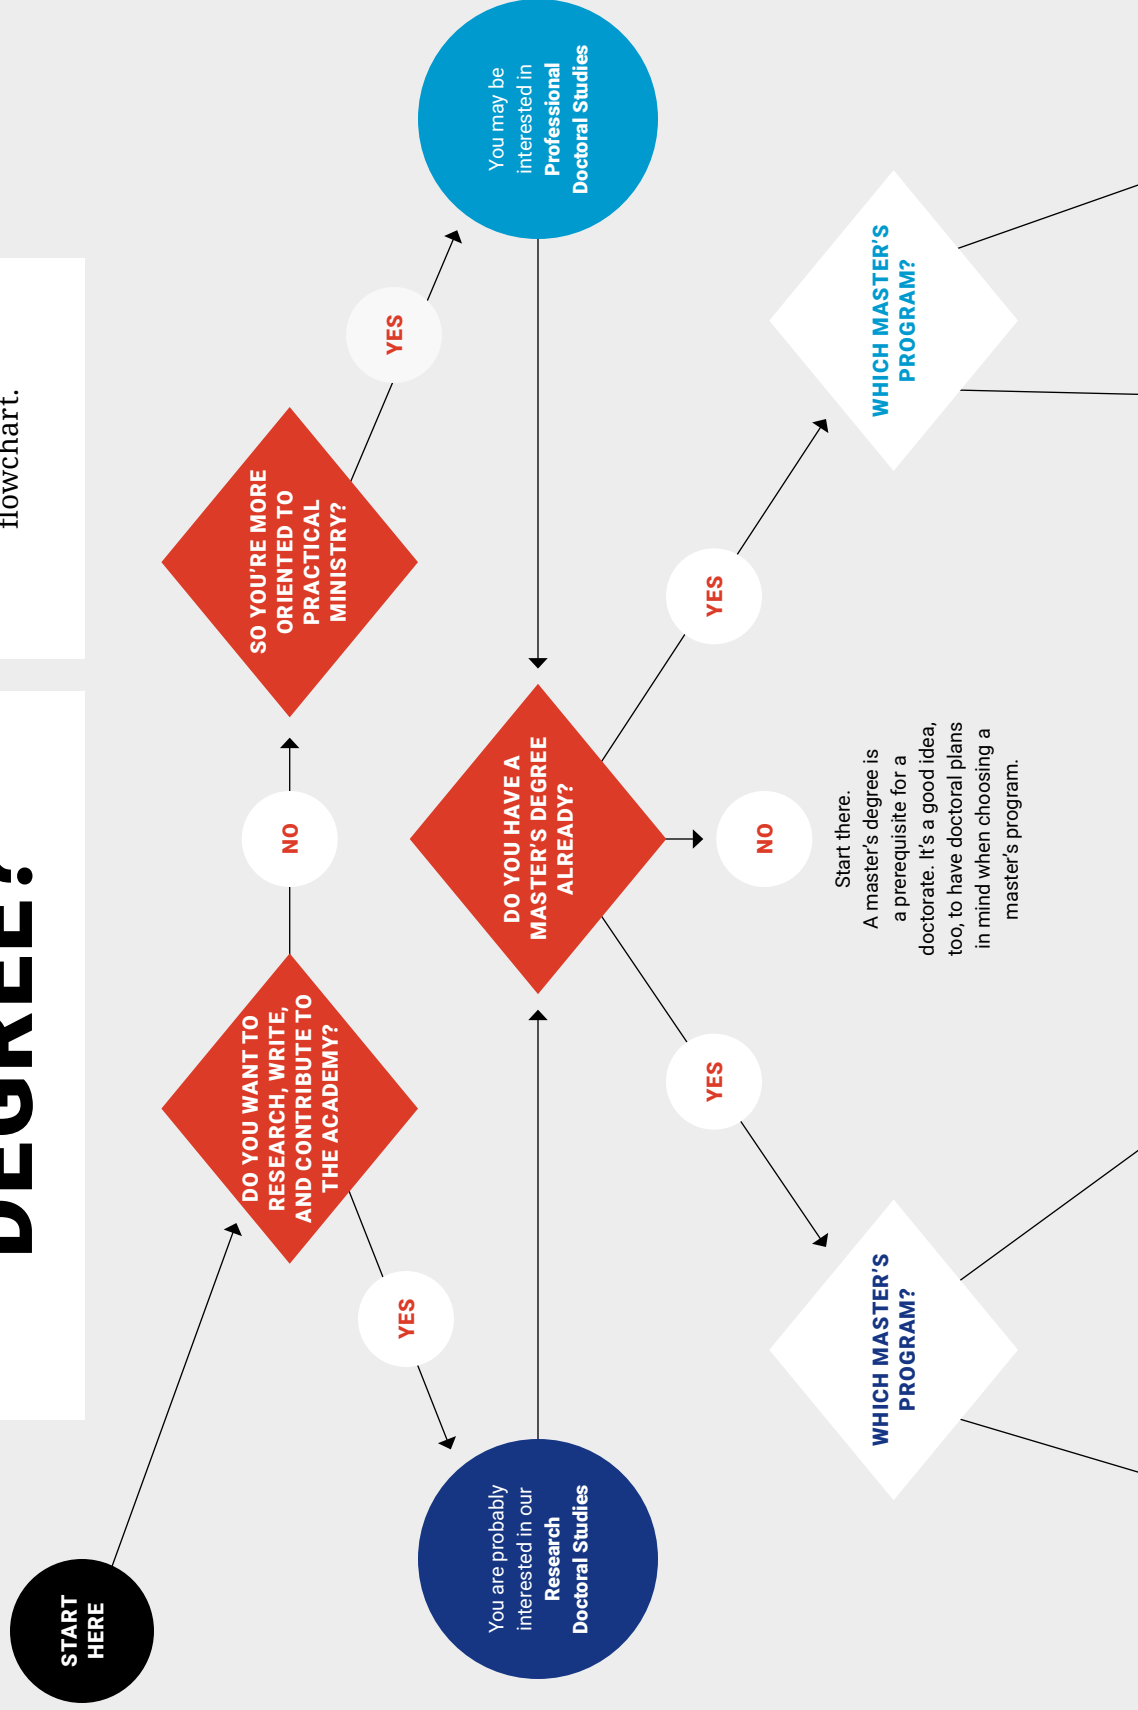 DEGREE?
flowchart.
START
HERE
DO YOU WANT TO
RESEARCH, WRITE,
AND CONTRIBUTE TO
THE ACADEMY?
NO
SO YOU'RE MORE
ORIENTED TO
PRACTICAL
MINISTRY?
YES
You may be
interested in
Professional
Doctoral Studies
YES
You are probably
interested in our
Research
Doctoral Studies
DO YOU HAVE A
MASTER'S DEGREE
ALREADY?
YES
NO
YES
Start there.
A master's degree is
a prerequisite for a
doctorate. It's a good idea,
too, to have doctoral plans
in mind when choosing a
master's program.
WHICH MASTER'S
PROGRAM?
WHICH MASTER'S
PROGRAM?